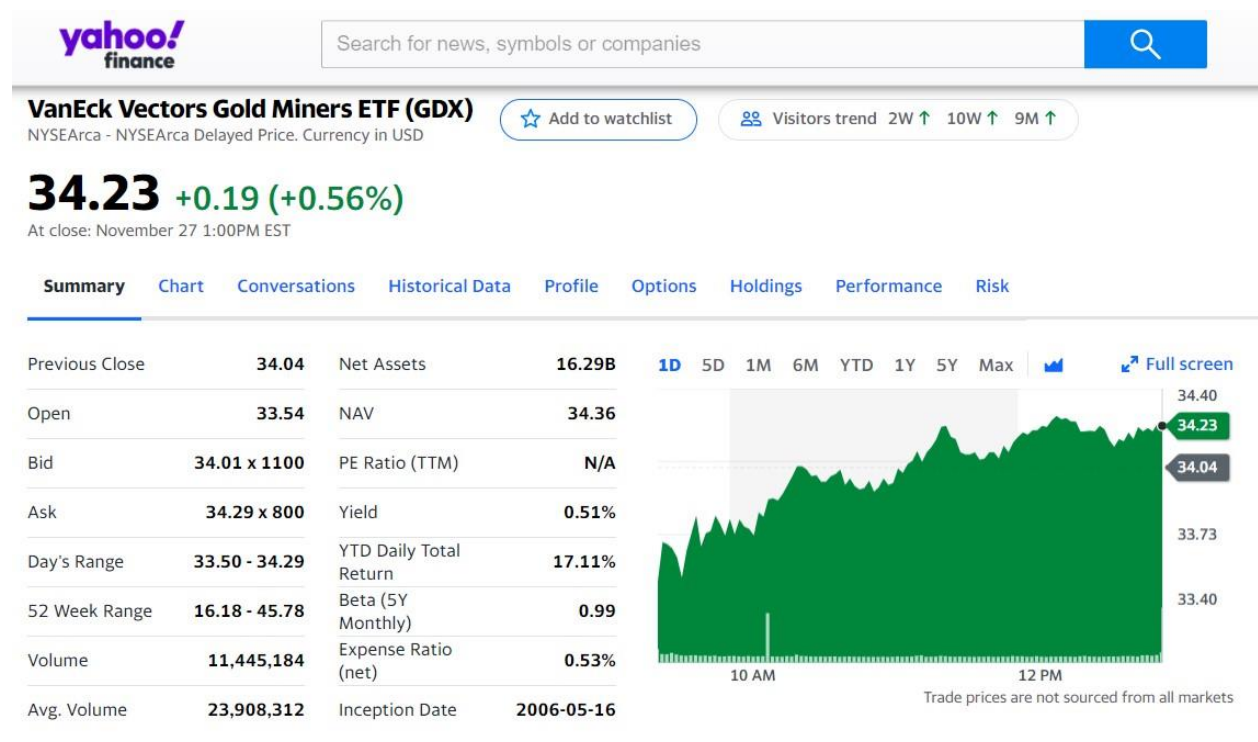 yahoo!
finance
Search for news, symbols or companies
VanEck Vectors Gold Miners ETF (GDX)
NYSEArca - NYSEArca Delayed Price. Currency in USD
Add to watchlist
Visitors trend 2W ↑ 10W ↑ 9M ↑
34.23 +0.19 (+0.56%)
At close: November 27 1:00PM EST
Summary Chart Conversations Historical Data Profile Options Holdings Performance Risk
Previous Close 34.04
Open 33.54
Bid 34.01 x 1100
Ask 34.29 x 800
Day's Range 33.50 - 34.29
52 Week Range 16.18 - 45.78
Volume 11,445,184
Avg. Volume 23,908,312
Net Assets 16.29B
NAV 34.36
PE Ratio (TTM) N/A
Yield 0.51%
YTD Daily Total
Return 17.11%
Beta (5Y
Monthly) 0.99
Expense Ratio
(net) 0.53%
Inception Date 2006-05-16
1D 5D 1M 6M YTD 1Y 5Y Max Full screen
34.40
34.23
34.04
33.73
33.40
10 AM 12 PM
Trade prices are not sourced from all markets